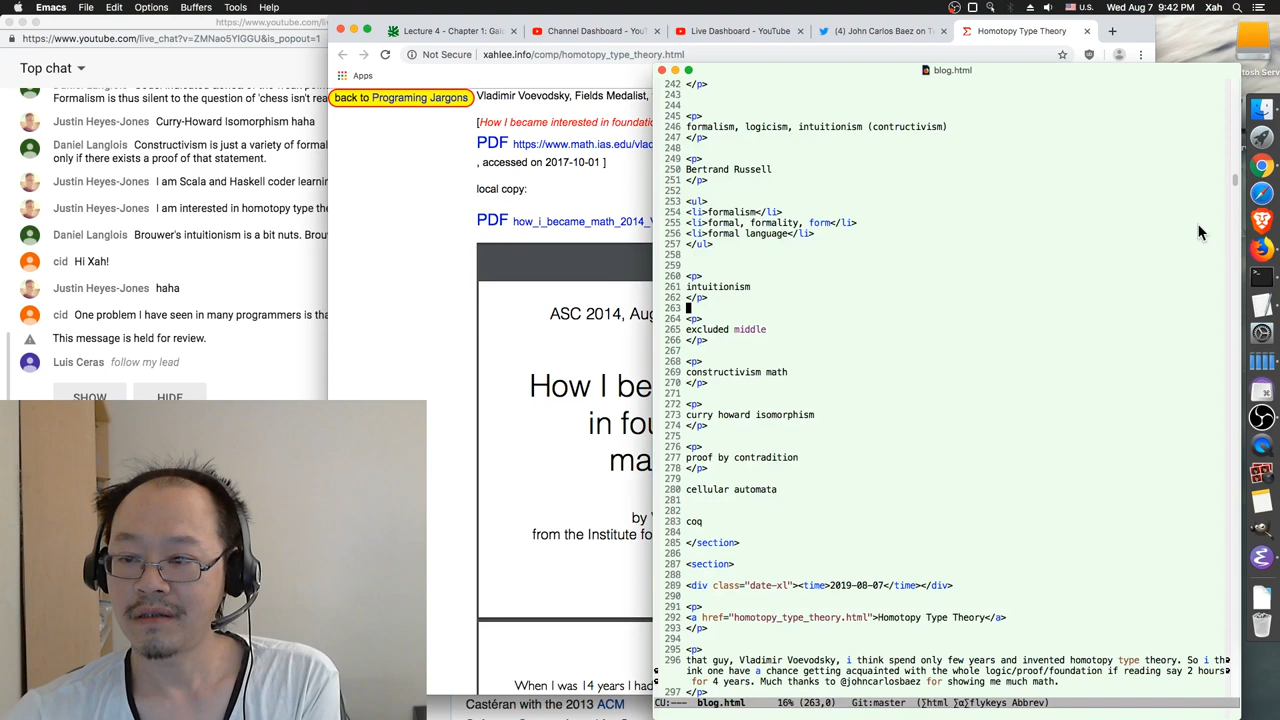 Emacs File Edit Options Buffers Tools Help
Wed Aug 7 9:42 PM Xah
https://www.youtube.com/
https://www.youtube.com/live_chat?v=ZMNao5YIGGU&is_popout=1
Top chat
Formalism is thus silent to the question of 'chess isn't rea
Justin Heyes-Jones Curry-Howard Isomorphism haha
Daniel Langlois Constructivism is just a variety of formal
only if there exists a proof of that statement.
Justin Heyes-Jones I am Scala and Haskell coder learnin
Justin Heyes-Jones I am interested in homotopy type the
Daniel Langlois Brouwer's intuitionism is a bit nuts. Brou
cid Hi Xah!
Justin Heyes-Jones haha
cid One problem I have seen in many programmers is tha
This message is held for review.
Luis Ceras follow my lead
SHOW HIDE
Lecture 4 - Chapter 1: Galo
Channel Dashboard - YouT
Live Dashboard - YouTube
(4) John Carlos Baez on Tw
Homotopy Type Theory
Not Secure xahlee.info/comp/homotopy_type_theory.html
Apps
back to Programing Jargons
Vladimir Voevodsky, Fields Medalist,
[How I became interested in foundatio
PDF https://www.math.ias.edu/vlad
, accessed on 2017-10-01 ]
local copy:
PDF how_i_became_math_2014_V
ASC 2014, Aug
How I be
in fou
ma
by V
from the Institute fo
When I was 14 years I had
Castéran with the 2013 ACM
blog.html
242 </p>
243
244
245 <p>
246 formalism, logicism, intuitionism (contructivism)
247 </p>
248
249 <p>
250 Bertrand Russell
251 </p>
252
253 <ul>
254 <li>formalism</li>
255 <li>formal, formality, form</li>
256 <li>formal language</li>
257 </ul>
258
259
260 <p>
261 intuitionism
262 </p>
263
264 <p>
265 excluded middle
266 </p>
267
268 <p>
269 constructivism math
270 </p>
271
272 <p>
273 curry howard isomorphism
274 </p>
275
276 <p>
277 proof by contradition
278 </p>
279
280 cellular automata
281
282
283 coq
284
285 </section>
286
287 <section>
288
289 <div class="date-xl"><time>2019-08-07</time></div>
290
291 <p>
292 <a href="homotopy_type_theory.html">Homotopy Type Theory</a>
293 </p>
294
295 <p>
296 that guy, Vladimir Voevodsky, i think spend only few years and invented homotopy type theory. So i th
ink one have a chance getting acquainted with the whole logic/proof/foundation if reading say 2 hours
for 4 years. Much thanks to @johncarlosbaez for showing me much math.
297 </p>
CU:--- blog.html 16% (263,0) Git:master (∑html ∑α∑flykeys Abbrev)